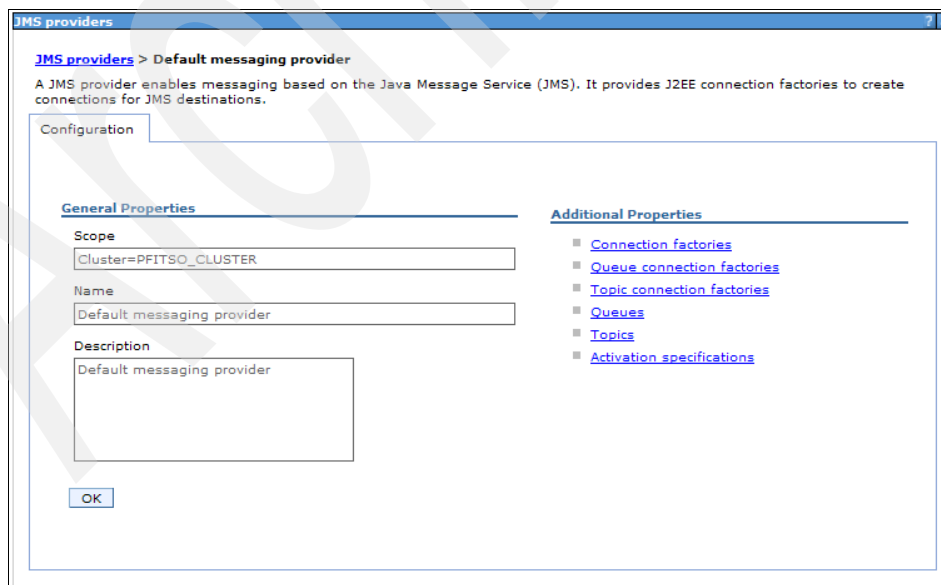 JMS providers ?
JMS providers > Default messaging provider
A JMS provider enables messaging based on the Java Message Service (JMS). It provides J2EE connection factories to create
connections for JMS destinations.
Configuration
General Properties
Scope
Cluster=PFITSO_CLUSTER
Name
Default messaging provider
Description
Default messaging provider
OK
Additional Properties
Connection factories
Queue connection factories
Topic connection factories
Queues
Topics
Activation specifications